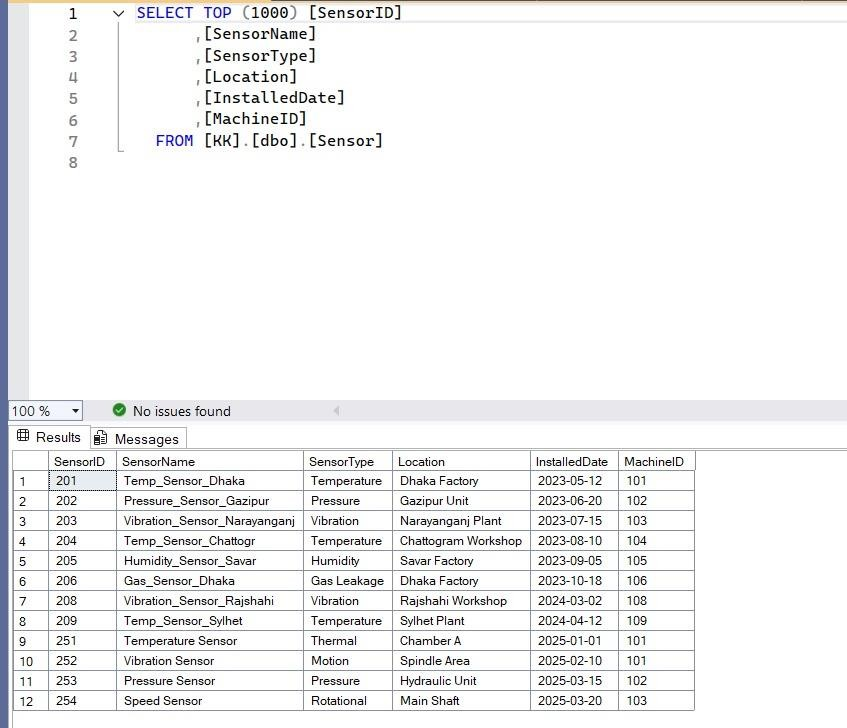 1 SELECT TOP (1000) [SensorID]
2 ,[SensorName]
3 ,[SensorType]
4 ,[Location]
5 ,[InstalledDate]
6 ,[MachineID]
7 FROM [KK].[dbo].[Sensor]
8
100 % No issues found
Results Messages
SensorID SensorName SensorType Location InstalledDate MachineID
1 201 Temp_Sensor_Dhaka Temperature Dhaka Factory 2023-05-12 101
2 202 Pressure_Sensor_Gazipur Pressure Gazipur Unit 2023-06-20 102
3 203 Vibration_Sensor_Narayanganj Vibration Narayanganj Plant 2023-07-15 103
4 204 Temp_Sensor_Chattogr Temperature Chattogram Workshop 2023-08-10 104
5 205 Humidity_Sensor_Savar Humidity Savar Factory 2023-09-05 105
6 206 Gas_Sensor_Dhaka Gas Leakage Dhaka Factory 2023-10-18 106
7 208 Vibration_Sensor_Rajshahi Vibration Rajshahi Workshop 2024-03-02 108
8 209 Temp_Sensor_Sylhet Temperature Sylhet Plant 2024-04-12 109
9 251 Temperature Sensor Thermal Chamber A 2025-01-01 101
10 252 Vibration Sensor Motion Spindle Area 2025-02-10 101
11 253 Pressure Sensor Pressure Hydraulic Unit 2025-03-15 102
12 254 Speed Sensor Rotational Main Shaft 2025-03-20 103